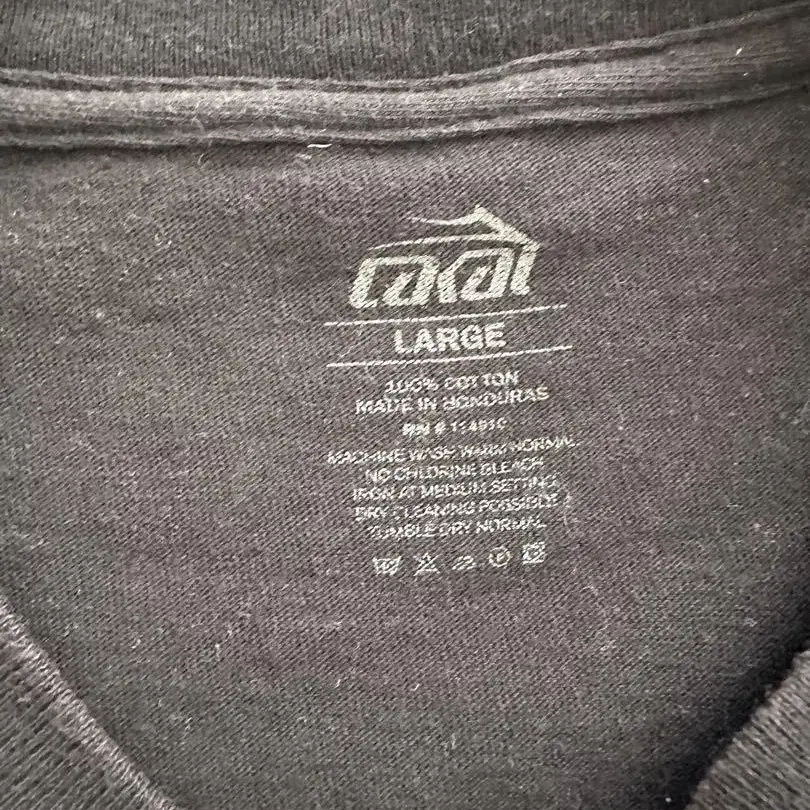 LAKAI
LARGE
100% COTTON
MADE IN HONDURAS
RN #
MACHINE WASH WARM NORMAL
NO CHLORINE BLEACH
IRON AT MEDIUM SETTING
DRY CLEANING POSSIBLE
TUMBLE DRY NORMAL